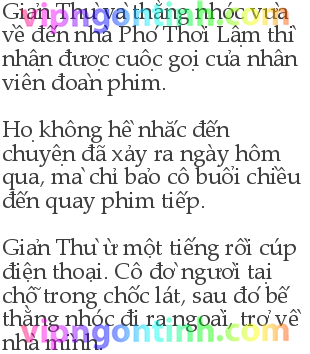 Giản Thư và thằng nhóc vừa
về đến nhà Phó Thời Lẫm thì
nhận được cuộc gọi của nhân
viên đoàn phim.
Họ không hề nhắc đến
chuyện đã xảy ra ngày hôm
qua, mà chỉ bảo cô buổi chiều
đến quay phim tiếp.
Giản Thư ừ một tiếng rồi cúp
điện thoại. Cô đờ người tại
chỗ trong chốc lát, sau đó bế
thằng nhóc đi ra ngoài, trở về
nhà mình.
vipngontinh.com
vipngontinh.com